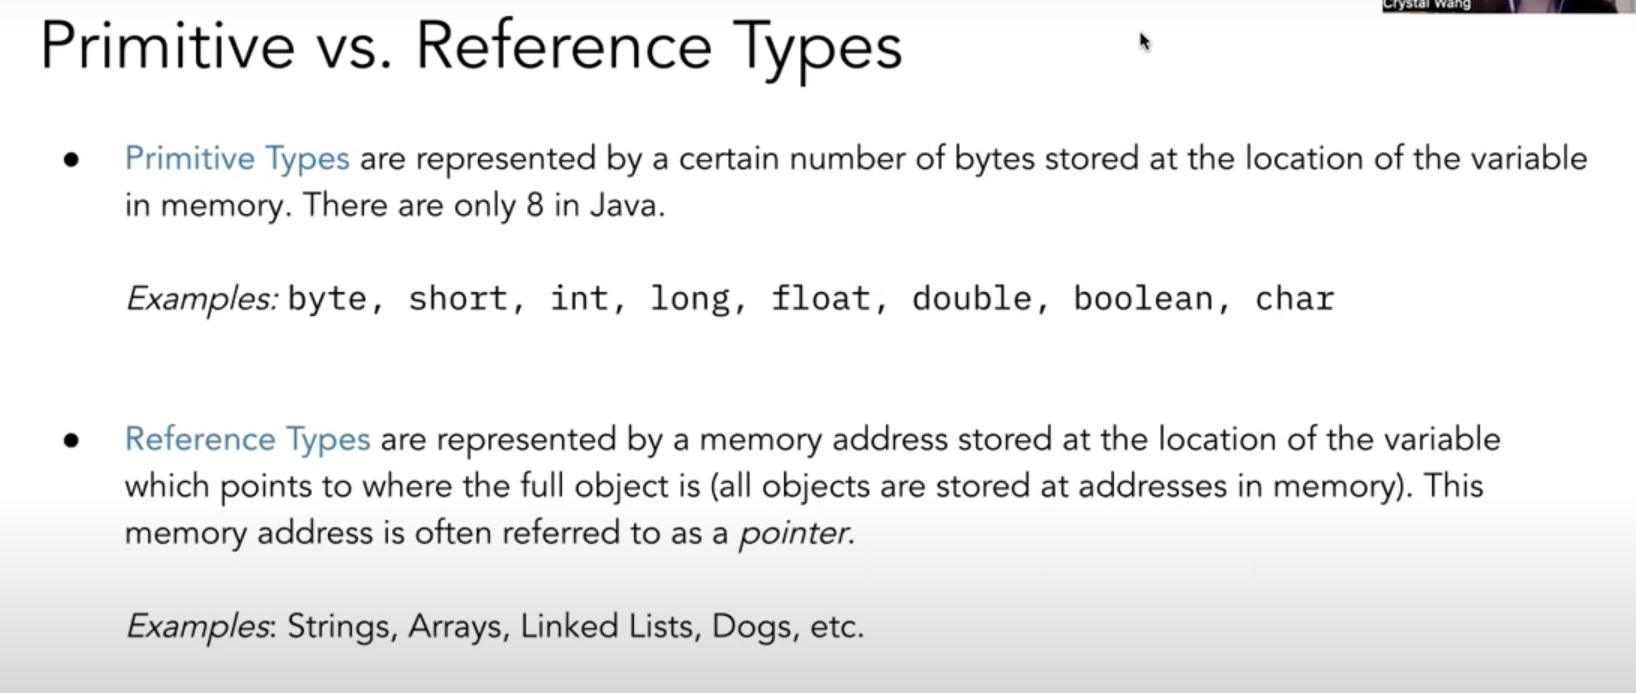 Crystal Wang
Primitive vs. Reference Types
● Primitive Types are represented by a certain number of bytes stored at the location of the variable
in memory. There are only 8 in Java.
Examples: byte, short, int, long, float, double, boolean, char
● Reference Types are represented by a memory address stored at the location of the variable
which points to where the full object is (all objects are stored at addresses in memory). This
memory address is often referred to as a pointer.
Examples: Strings, Arrays, Linked Lists, Dogs, etc.